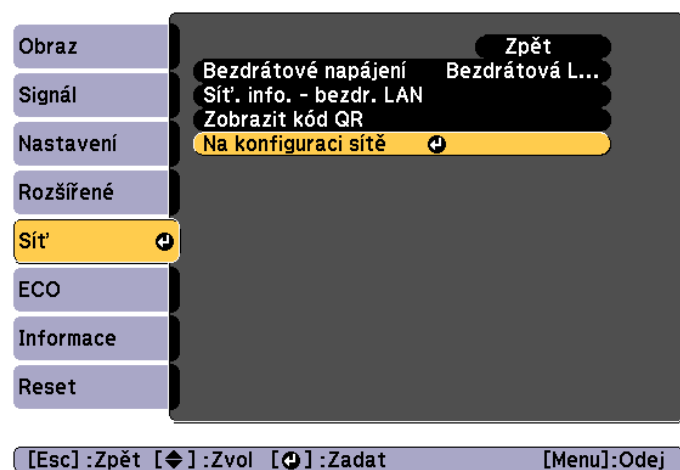 Obraz
Signál
Nastavení
Rozšířené
Síť
ECO
Informace
Reset
Zpět
Bezdrátové napájení Bezdrátová L...
Síť. info. - bezdr. LAN
Zobrazit kód QR
Na konfiguraci sítě
[Esc] :Zpět [◆] :Zvol [⏎] :Zadat [Menu]:Odej